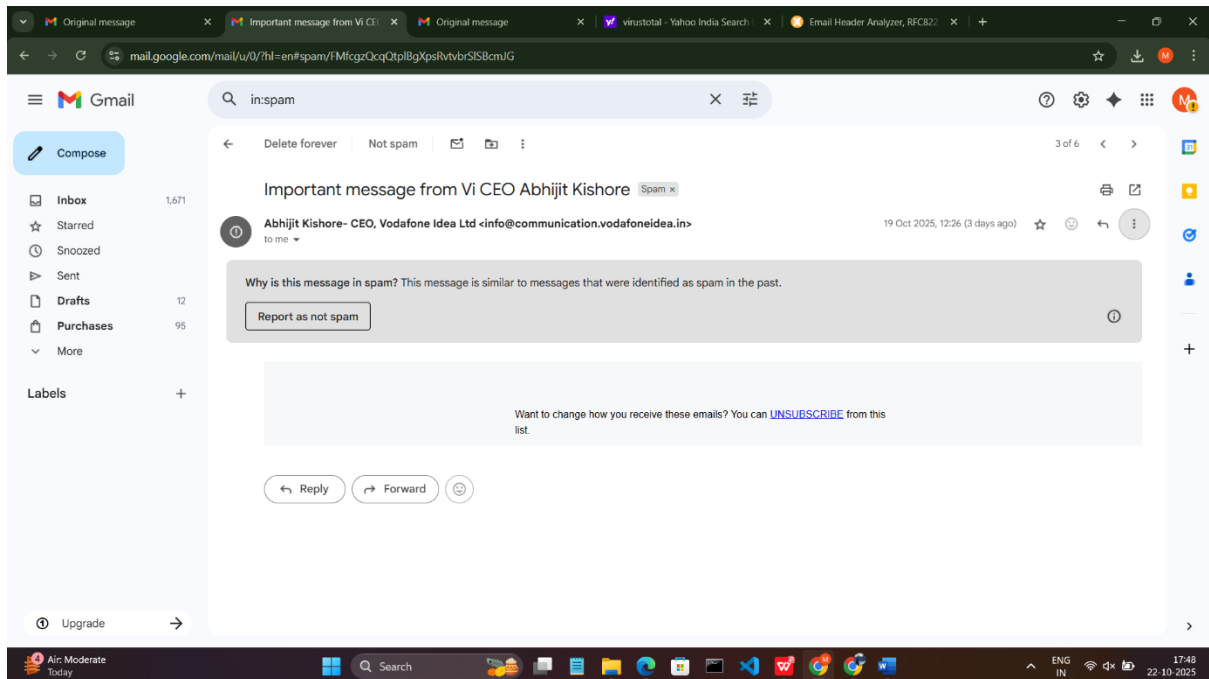 Original message
Important message from Vi CE
Original message
virustotal - Yahoo India Search
Email Header Analyzer, RFC822
mail.google.com/mail/u/0/?hl=en#spam/FMfcgzQcqQtplBgXpsRvtvbrSlSBcmJG
M
Gmail
in:spam
M
Compose
Delete forever
Not spam
3 of 6
31
Important message from Vi CEO Abhijit Kishore
Spam ×
Inbox 1,671
Abhijit Kishore- CEO, Vodafone Idea Ltd <info@communication.vodafoneidea.in>
19 Oct 2025, 12:26 (3 days ago)
to me
Starred
Snoozed
Sent
Drafts 12
Purchases 95
More
Why is this message in spam? This message is similar to messages that were identified as spam in the past.
Report as not spam
Labels
Want to change how you receive these emails? You can UNSUBSCRIBE from this
list.
Reply
Forward
Upgrade
4
Air: Moderate
Today
Search
ENG
IN
17:48
22-10-2025